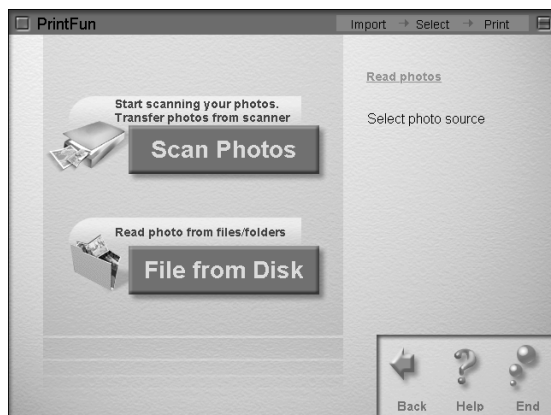 PrintFun
Import → Select → Print
Read photos
Select photo source
Start scanning your photos.
Transfer photos from scanner
Scan Photos
Read photo from files/folders
File from Disk
Back Help End